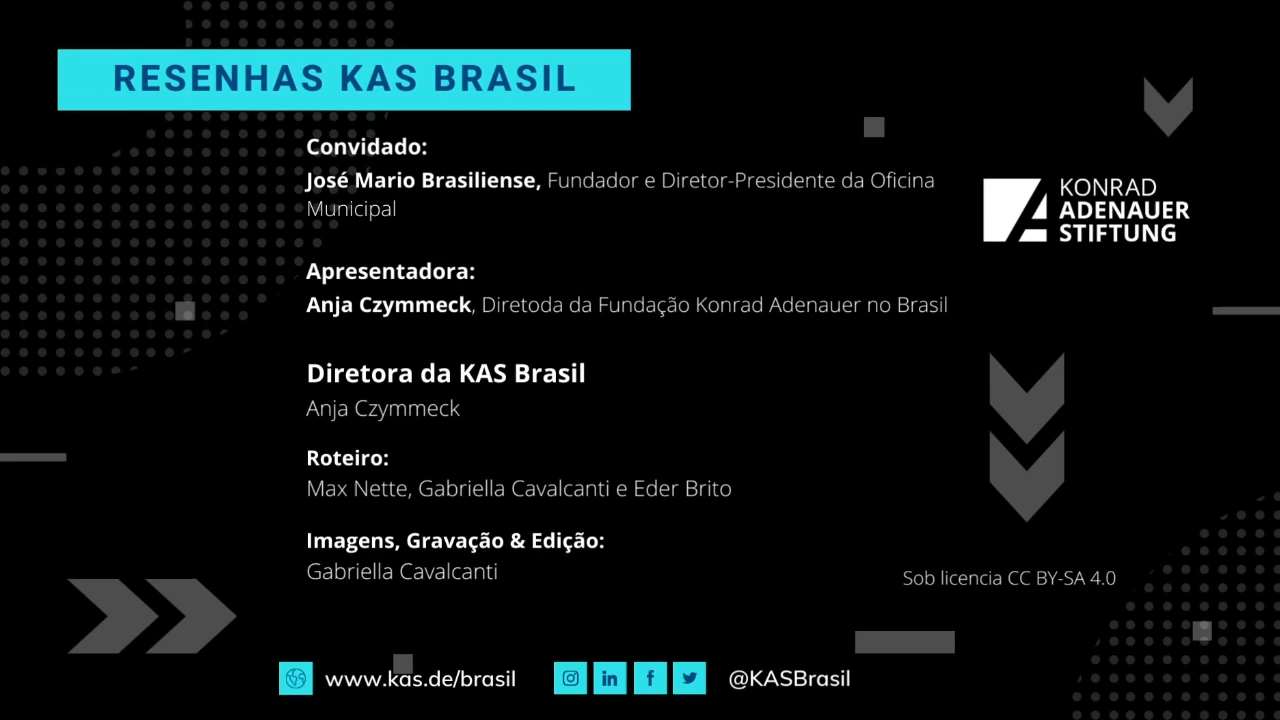 RESENHAS KAS BRASIL
Convidado:
José Mario Brasiliense, Fundador e Diretor-Presidente da Oficina
Municipal
KONRAD
ADENAUER
STIFTUNG
Apresentadora:
Anja Czymmeck, Diretoda da Fundação Konrad Adenauer no Brasil
Diretora da KAS Brasil
Anja Czymmeck
Roteiro:
Max Nette, Gabriella Cavalcanti e Eder Brito
Imagens, Gravação & Edição:
Gabriella Cavalcanti
Sob licencia CC BY-SA 4.0
www.kas.de/brasil
@KASBrasil